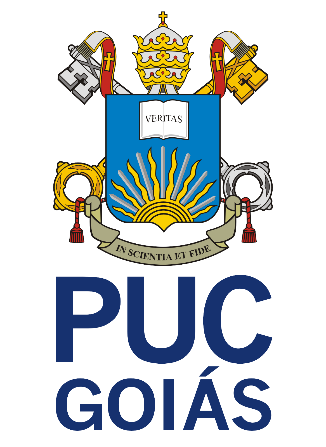 VERITAS
IN SCIENTIA ET FIDE
PUC
GOIÁS